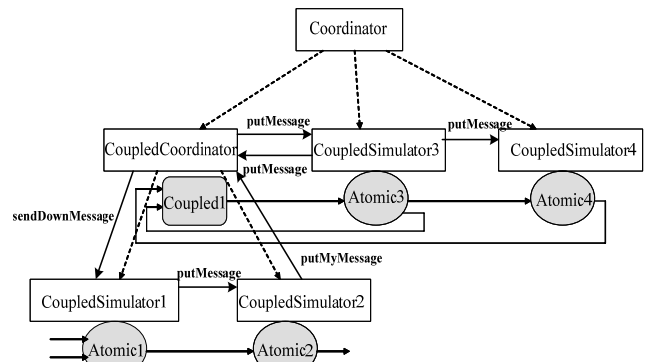 Coordinator
putMessage
putMessage
CoupledCoordinator
CoupledSimulator3
CoupledSimulator4
putMessage
Coupled1
Atomic3
Atomic4
sendDownMessage
putMyMessage
putMessage
CoupledSimulator1
CoupledSimulator2
Atomic1
Atomic2